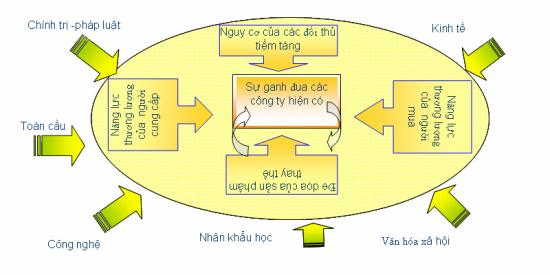 Chính trị -pháp luật
Nguy cơ của các đối thủ
tiềm tàng
Kinh tế
Sự ganh đua các
công ty hiện có
Năng lực
thương lượng
của người
cung cấp
Năng lực
thương lượng
của người
mua
Toàn cầu
Đe dọa của sản phẩm
thay thế
Công nghệ
Nhân khẩu học
Văn hóa xã hội